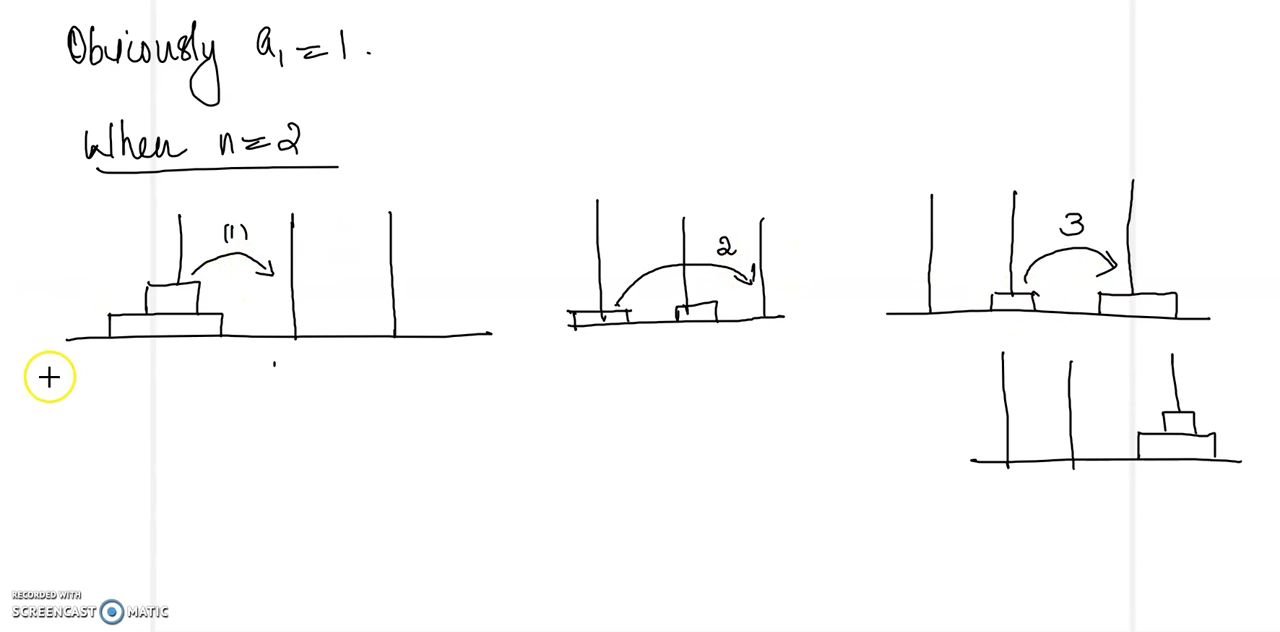 Obviously a₁ = 1.
When n = 2
(1)
2
3
RECORDED WITH
SCREENCAST MATIC